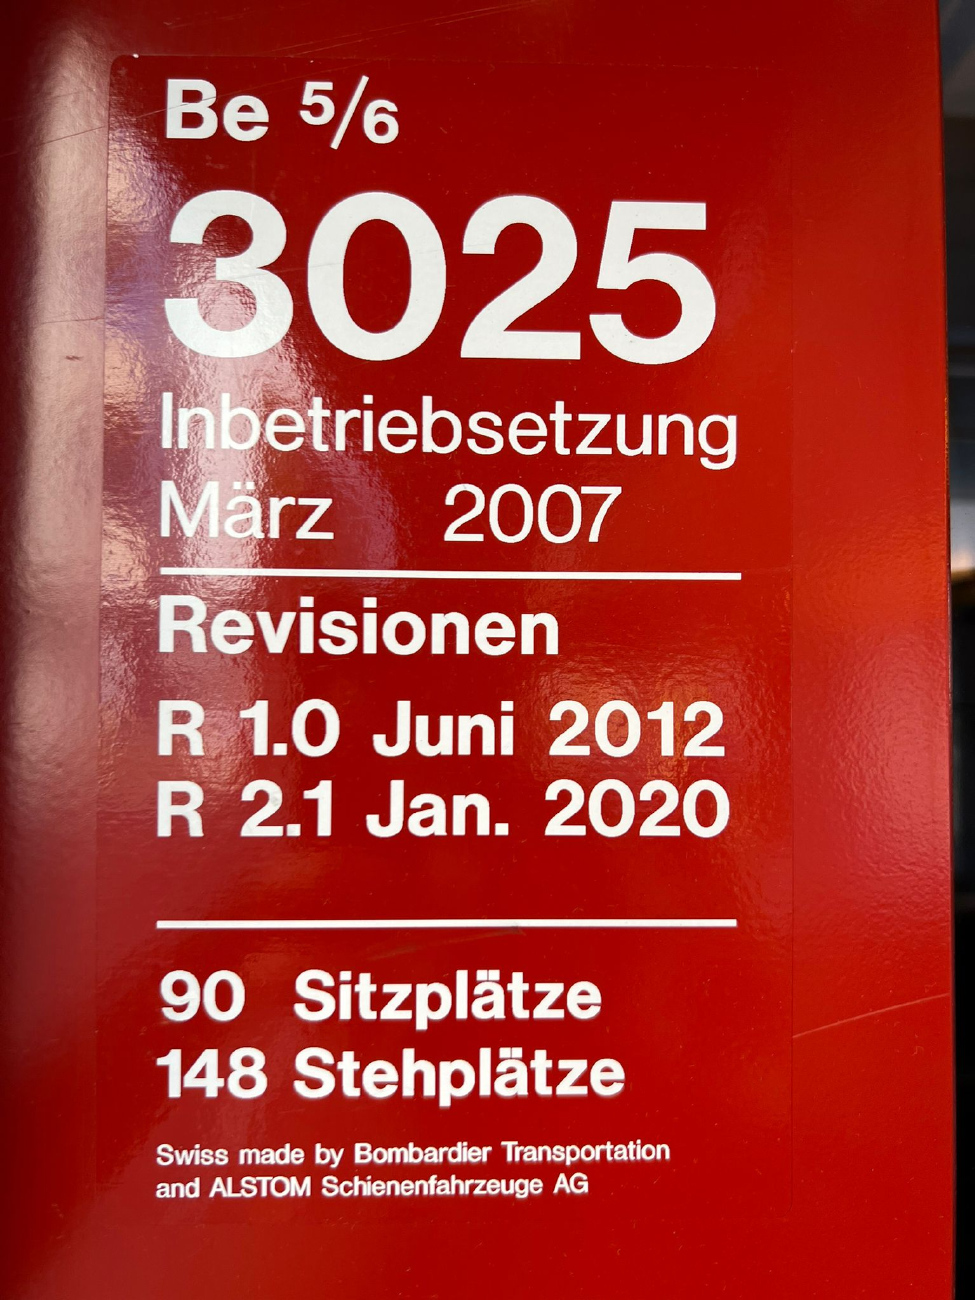 Be 5/6
3025
Inbetriebsetzung
März 2007
Revisionen
R 1.0 Juni 2012
R 2.1 Jan. 2020
90 Sitzplätze
148 Stehplätze
Swiss made by Bombardier Transportation
and ALSTOM Schienenfahrzeuge AG